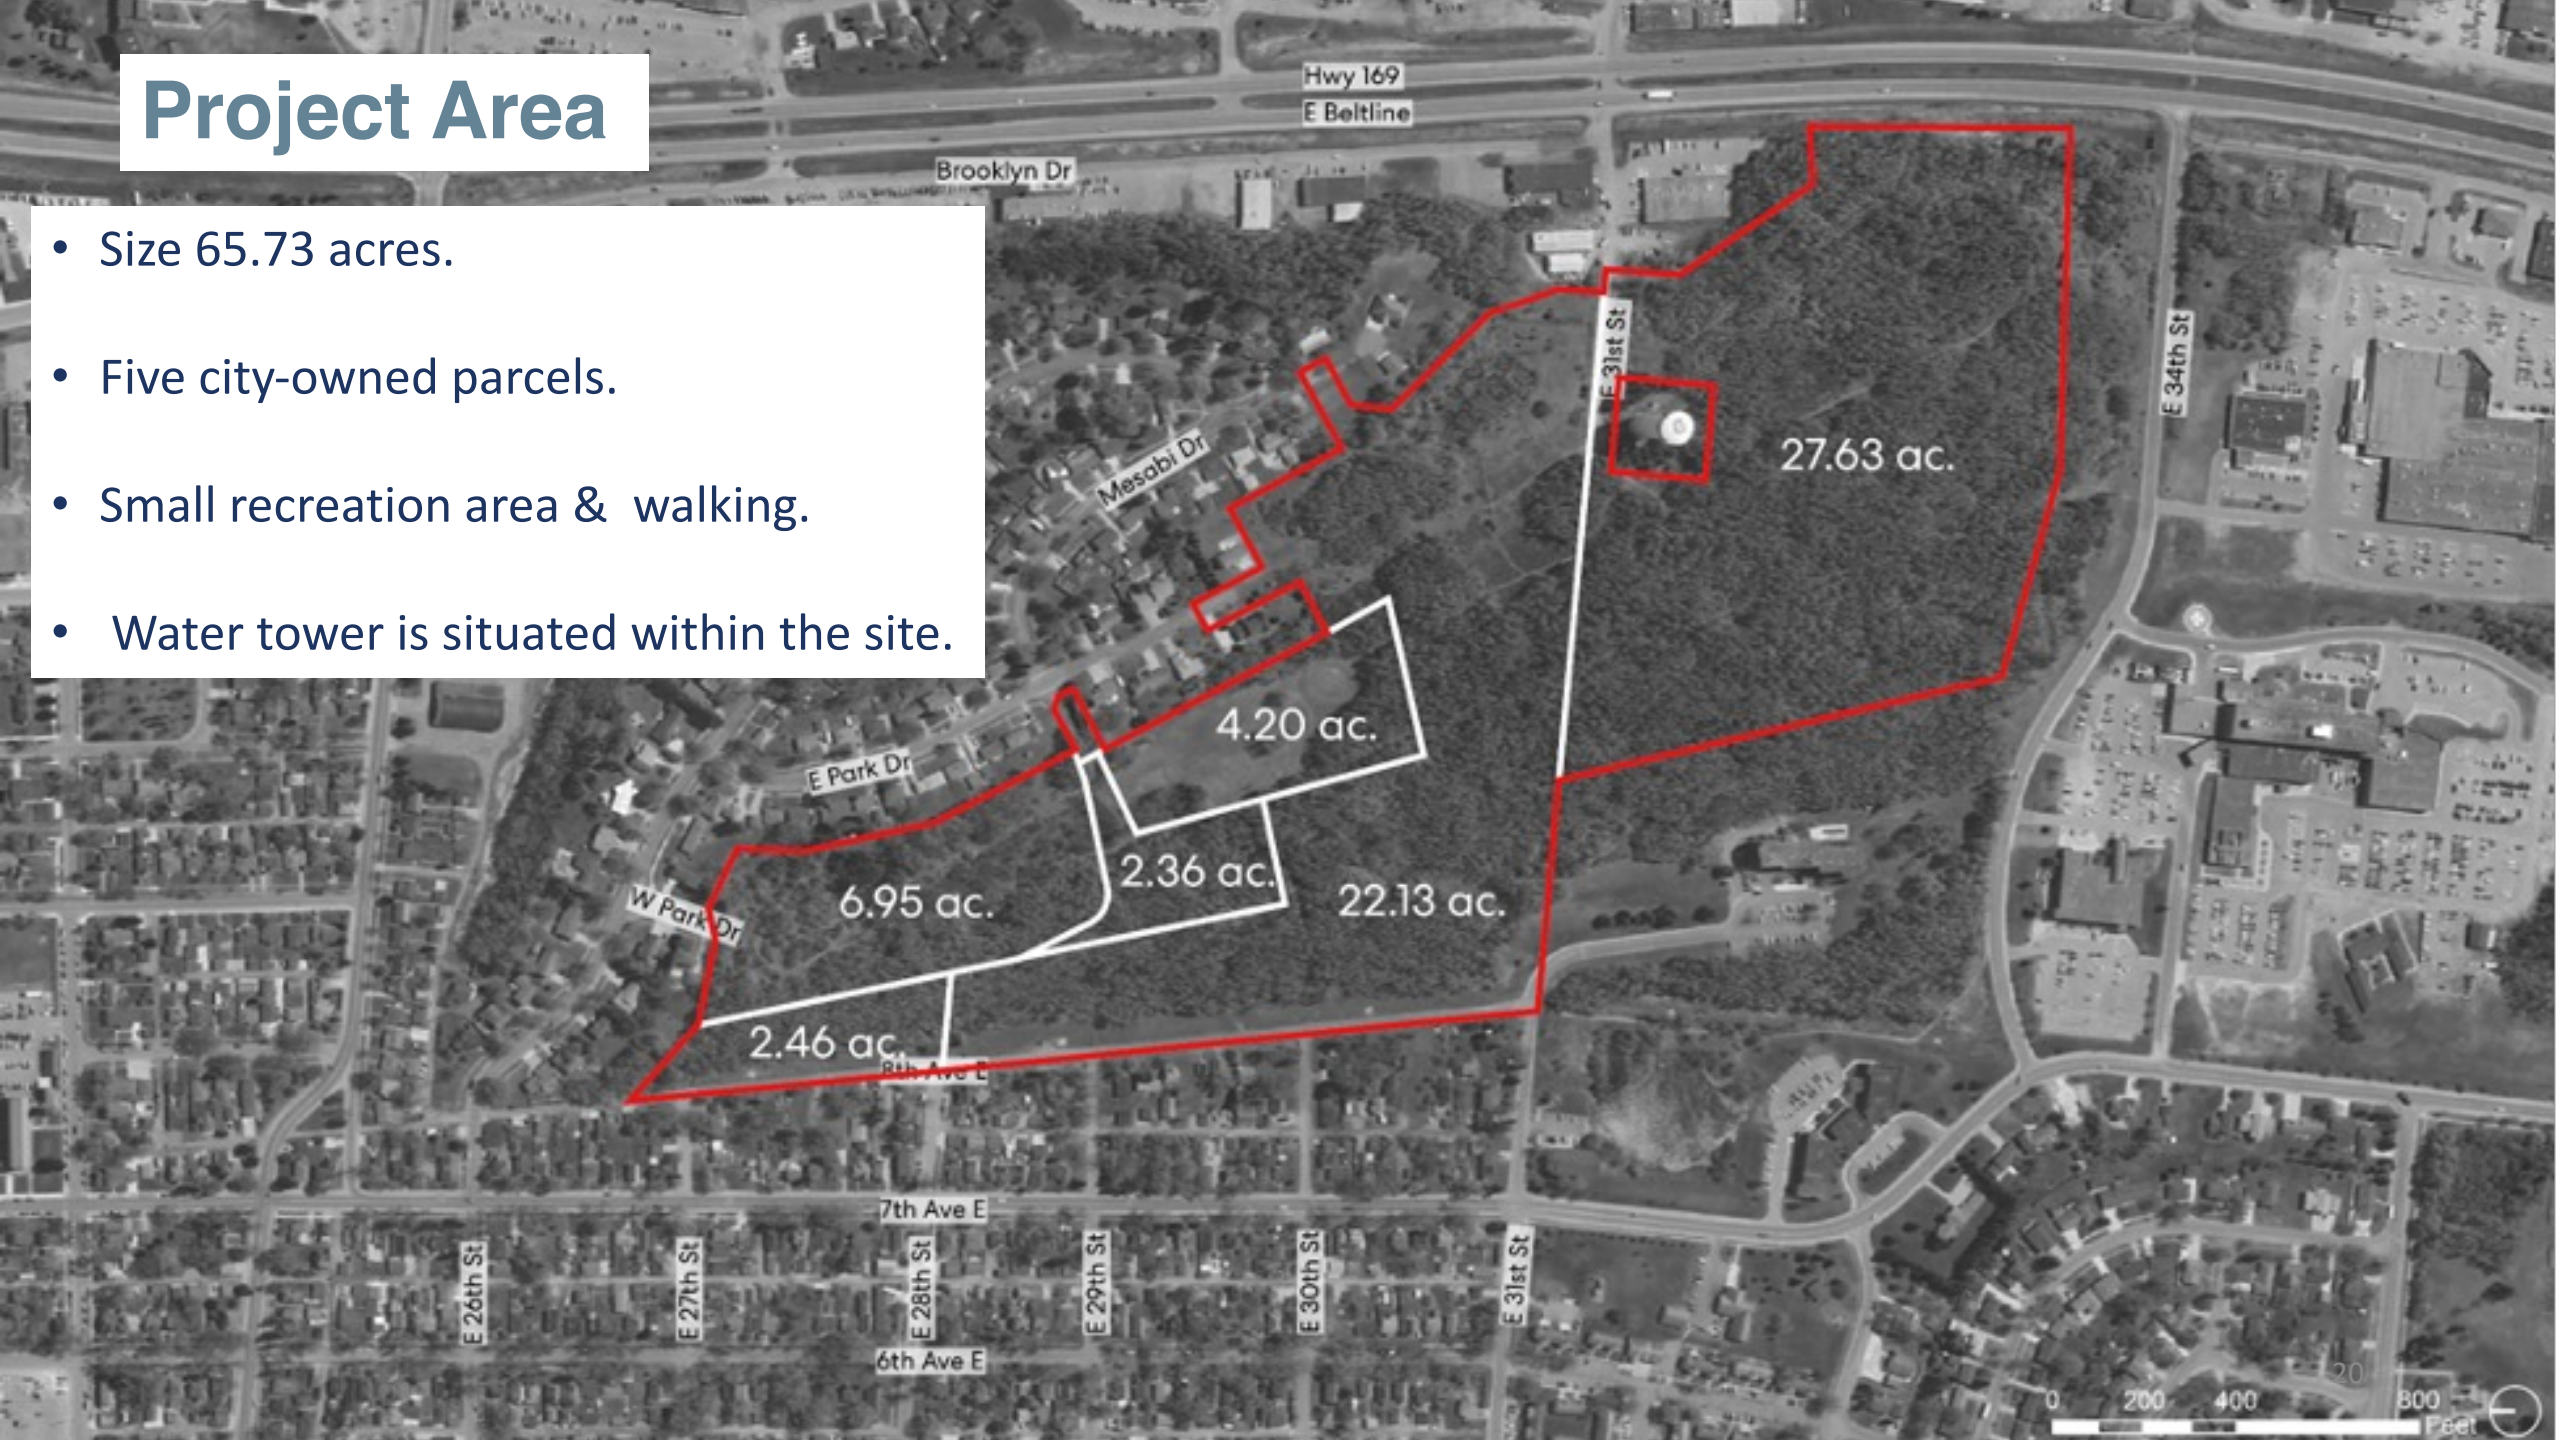 Project Area
• Size 65.73 acres.
• Five city-owned parcels.
• Small recreation area &  walking.
•  Water tower is situated within the site.
Hwy 169
E Beltline
Brooklyn Dr
E 31st St
E 34th St
27.63 ac.
Mesabi Dr
4.20 ac.
E Park Dr
2.36 ac.
6.95 ac.
22.13 ac.
W Park Dr
2.46 ac.
8th Ave E
7th Ave E
E 26th St
E 27th St
E 28th St
E 29th St
E 30th St
E 31st St
6th Ave E
20
0 200 400 800
Feet